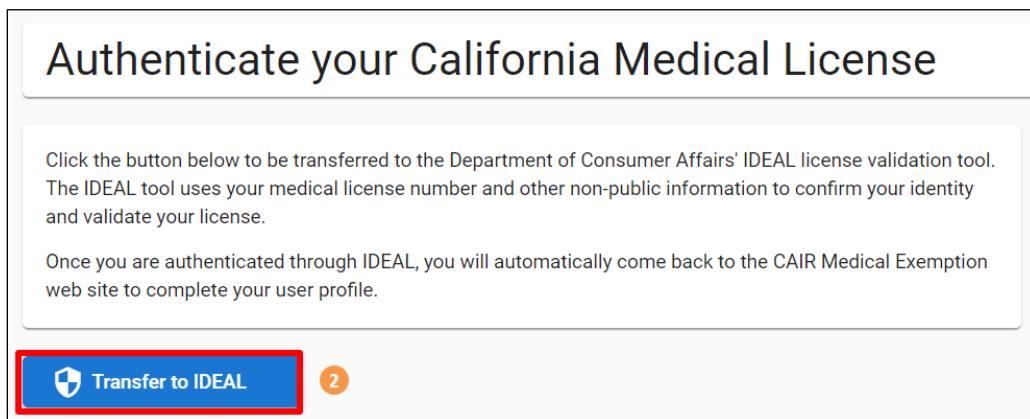 Authenticate your California Medical License
Click the button below to be transferred to the Department of Consumer Affairs' IDEAL license validation tool.
The IDEAL tool uses your medical license number and other non-public information to confirm your identity
and validate your license.
Once you are authenticated through IDEAL, you will automatically come back to the CAIR Medical Exemption
web site to complete your user profile.
Transfer to IDEAL
2